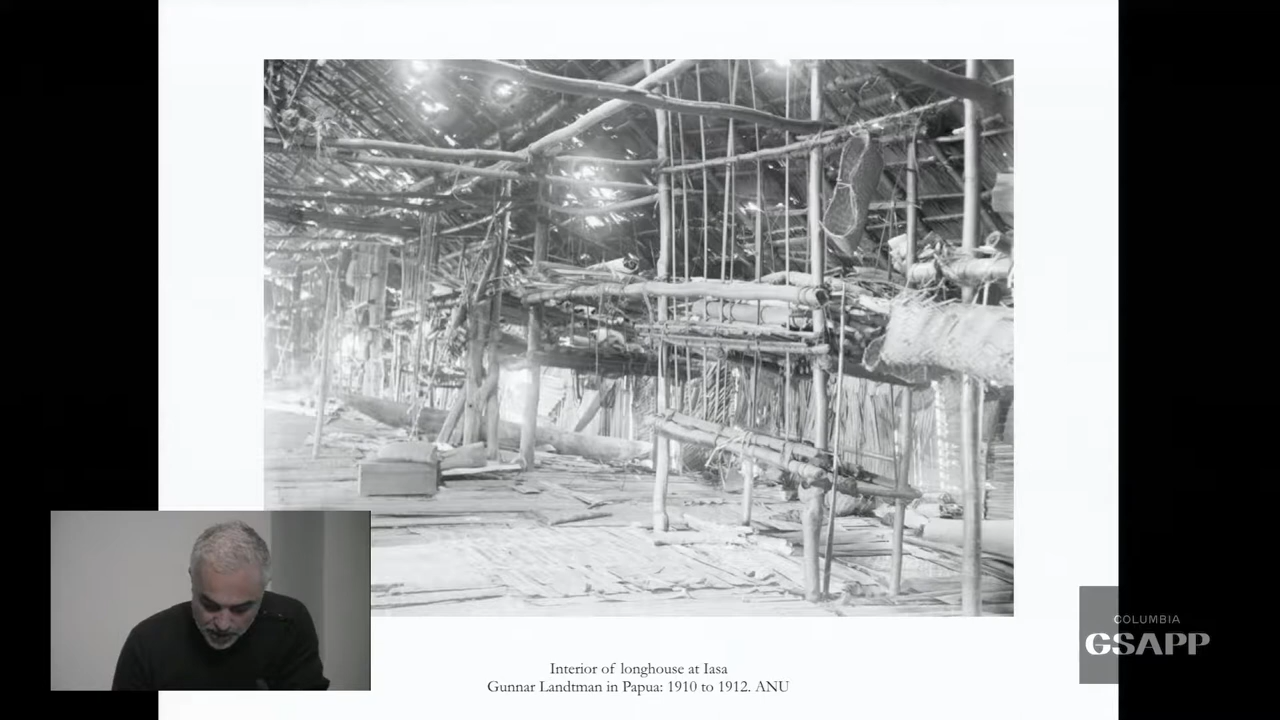 COLUMBIA
GSAPP
Interior of longhouse at Iasa
Gunnar Landtman in Papua: 1910 to 1912. ANU